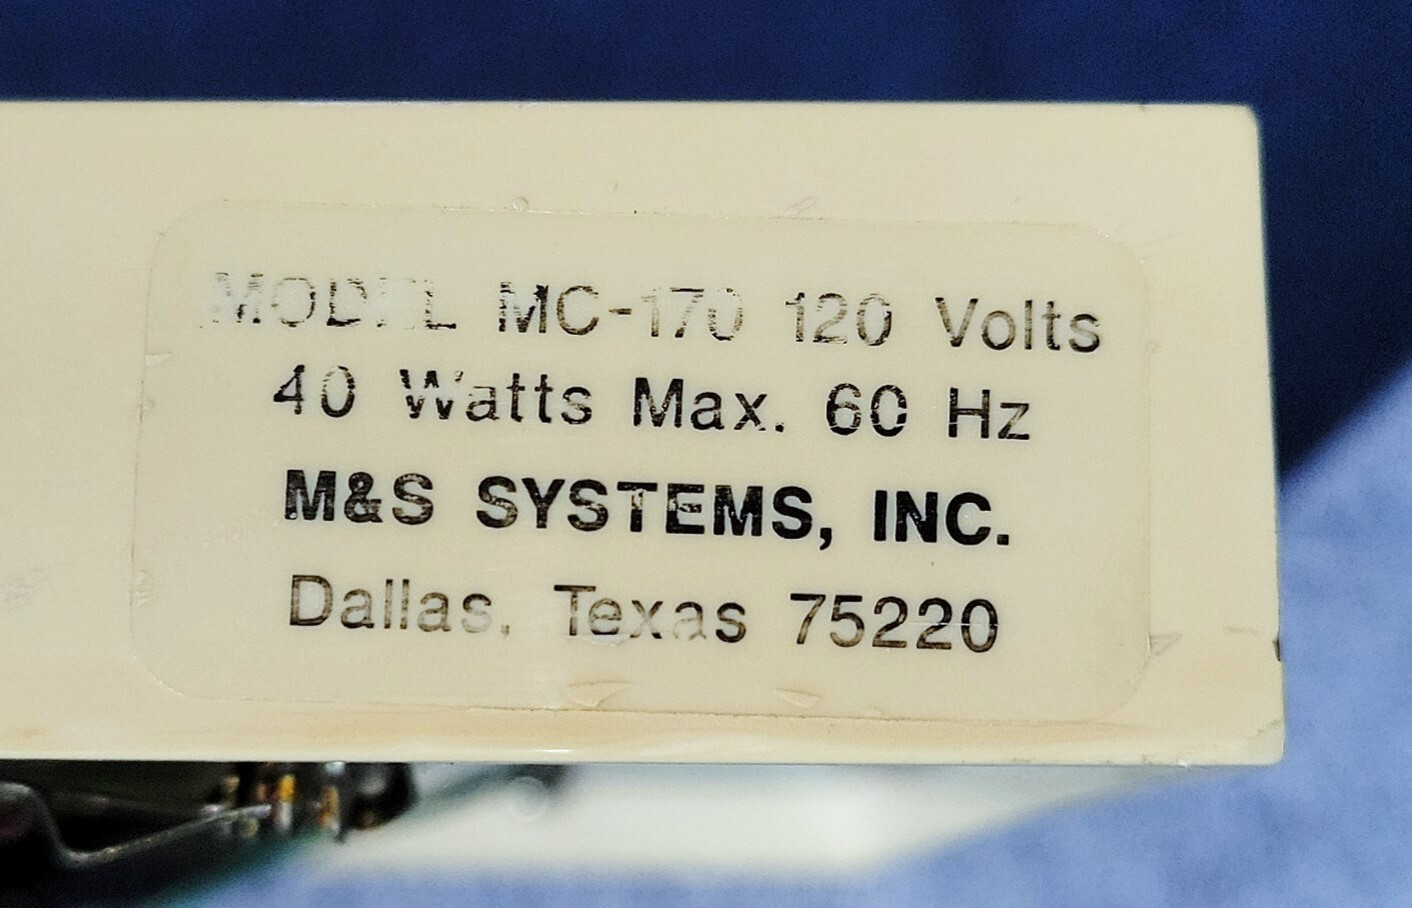 MODEL MC-170 120 Volts
40 Watts Max. 60 Hz
M&S SYSTEMS, INC.
Dallas, Texas 75220